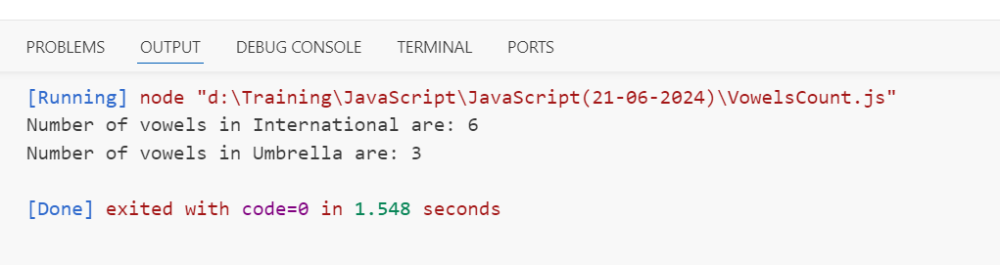 PROBLEMS OUTPUT DEBUG CONSOLE TERMINAL PORTS
[Running] node "d:\Training\JavaScript\JavaScript(21-06-2024)\VowelsCount.js"
Number of vowels in International are: 6
Number of vowels in Umbrella are: 3
[Done] exited with code=0 in 1.548 seconds